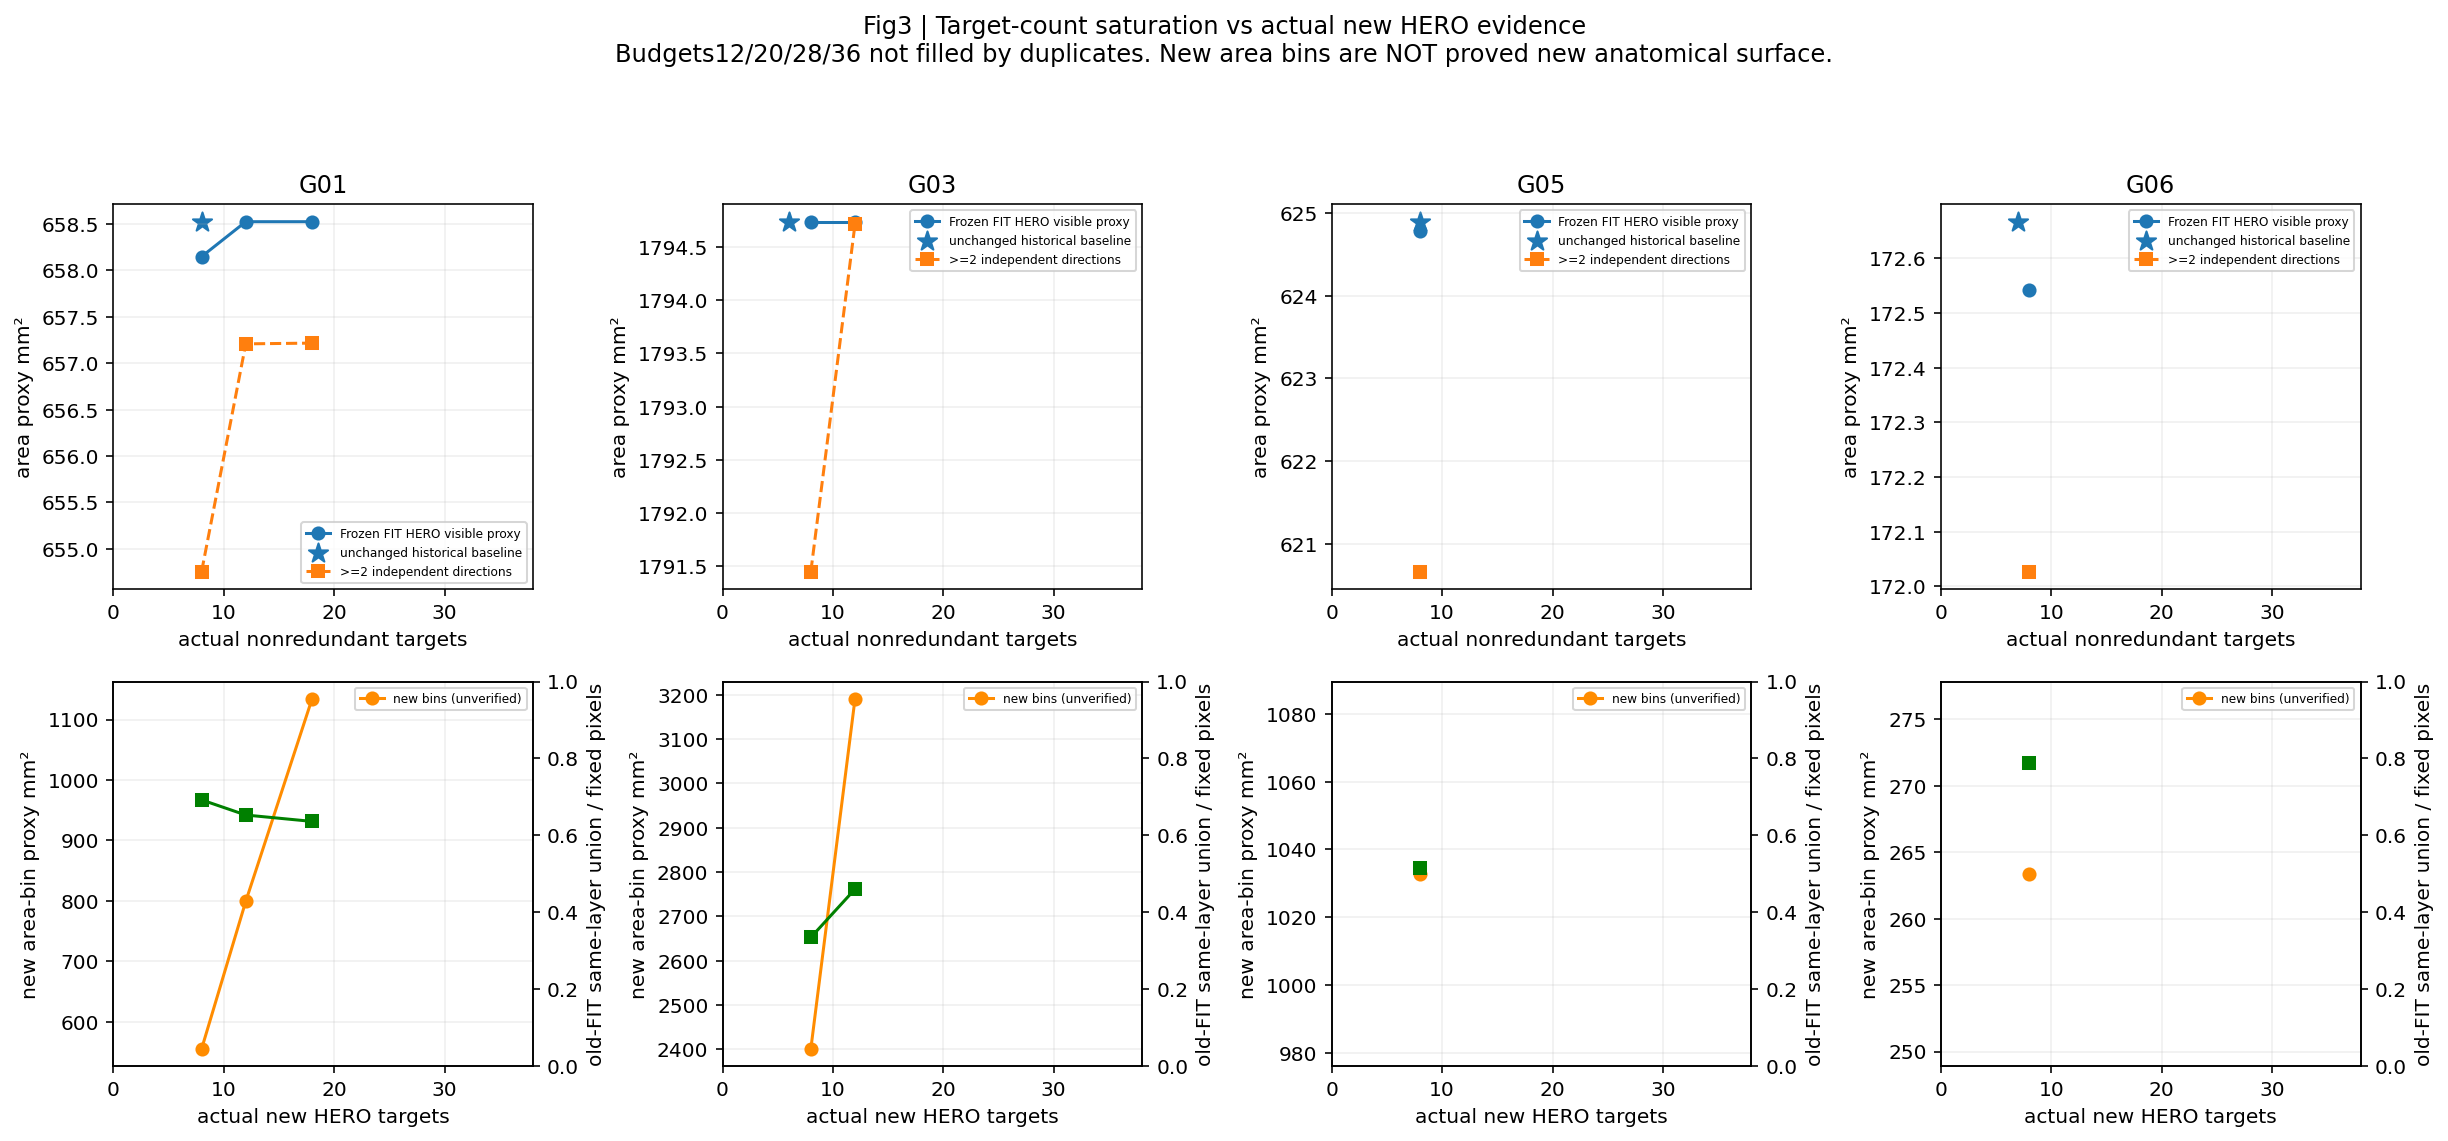 Fig3 | Target-count saturation vs actual new HERO evidence
Budgets12/20/28/36 not filled by duplicates. New area bins are NOT proved new anatomical surface.
G01
area proxy mm²
658.5
658.0
657.5
657.0
656.5
656.0
655.5
655.0
Frozen FIT HERO visible proxy
unchanged historical baseline
>=2 independent directions
0 10 20 30
actual nonredundant targets
G03
area proxy mm²
1794.5
1794.0
1793.5
1793.0
1792.5
1792.0
1791.5
Frozen FIT HERO visible proxy
unchanged historical baseline
>=2 independent directions
0 10 20 30
actual nonredundant targets
G05
area proxy mm²
625
624
623
622
621
Frozen FIT HERO visible proxy
unchanged historical baseline
>=2 independent directions
0 10 20 30
actual nonredundant targets
G06
area proxy mm²
172.6
172.5
172.4
172.3
172.2
172.1
172.0
Frozen FIT HERO visible proxy
unchanged historical baseline
>=2 independent directions
0 10 20 30
actual nonredundant targets
new area-bin proxy mm²
1100
1000
900
800
700
600
new bins (unverified)
1.0
0.8
0.6
0.4
0.2
0.0
old-FIT same-layer union / fixed pixels
0 10 20 30
actual new HERO targets
new area-bin proxy mm²
3200
3100
3000
2900
2800
2700
2600
2500
2400
new bins (unverified)
1.0
0.8
0.6
0.4
0.2
0.0
old-FIT same-layer union / fixed pixels
0 10 20 30
actual new HERO targets
new area-bin proxy mm²
1080
1060
1040
1020
1000
980
new bins (unverified)
1.0
0.8
0.6
0.4
0.2
0.0
old-FIT same-layer union / fixed pixels
0 10 20 30
actual new HERO targets
new area-bin proxy mm²
275
270
265
260
255
250
new bins (unverified)
1.0
0.8
0.6
0.4
0.2
0.0
old-FIT same-layer union / fixed pixels
0 10 20 30
actual new HERO targets